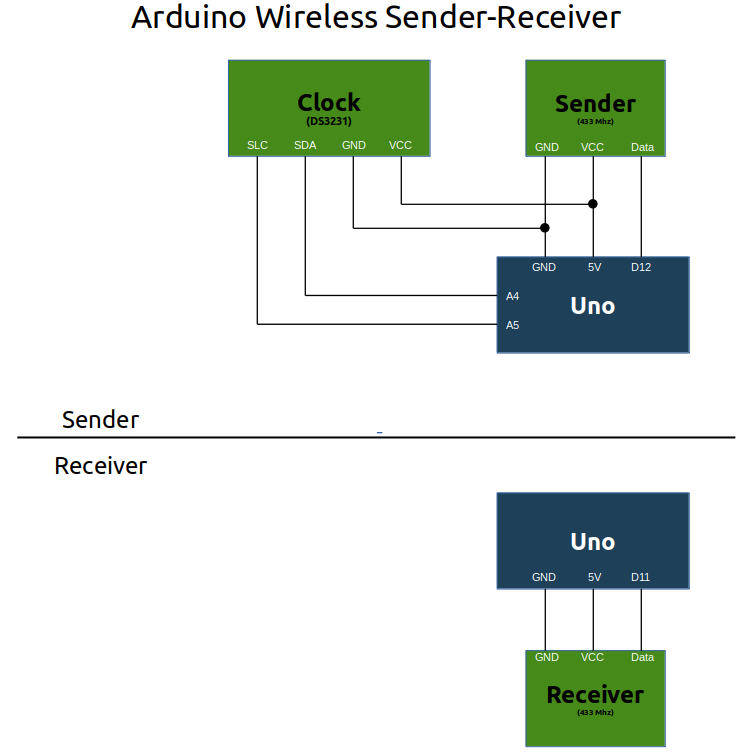 Arduino Wireless Sender-Receiver
Clock
(DS3231)
SLC SDA GND VCC
Sender
(433 Mhz)
GND VCC Data
GND 5V D12
A4
Uno
A5
Sender
Receiver
Uno
GND 5V D11
GND VCC Data
Receiver
(433 Mhz)